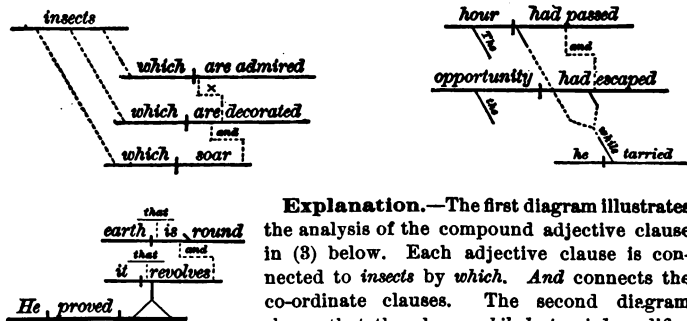 insects
which are admired
×
which are decorated
and
which soar
hour had passed
The
and
opportunity had escaped
the
while
he tarried
that
earth is round
and
that
it revolves
He proved
Explanation.—The first diagram illustrates
the analysis of the compound adjective clause
in (3) below. Each adjective clause is con-
nected to insects by which. And connects the
co-ordinate clauses. The second diagram